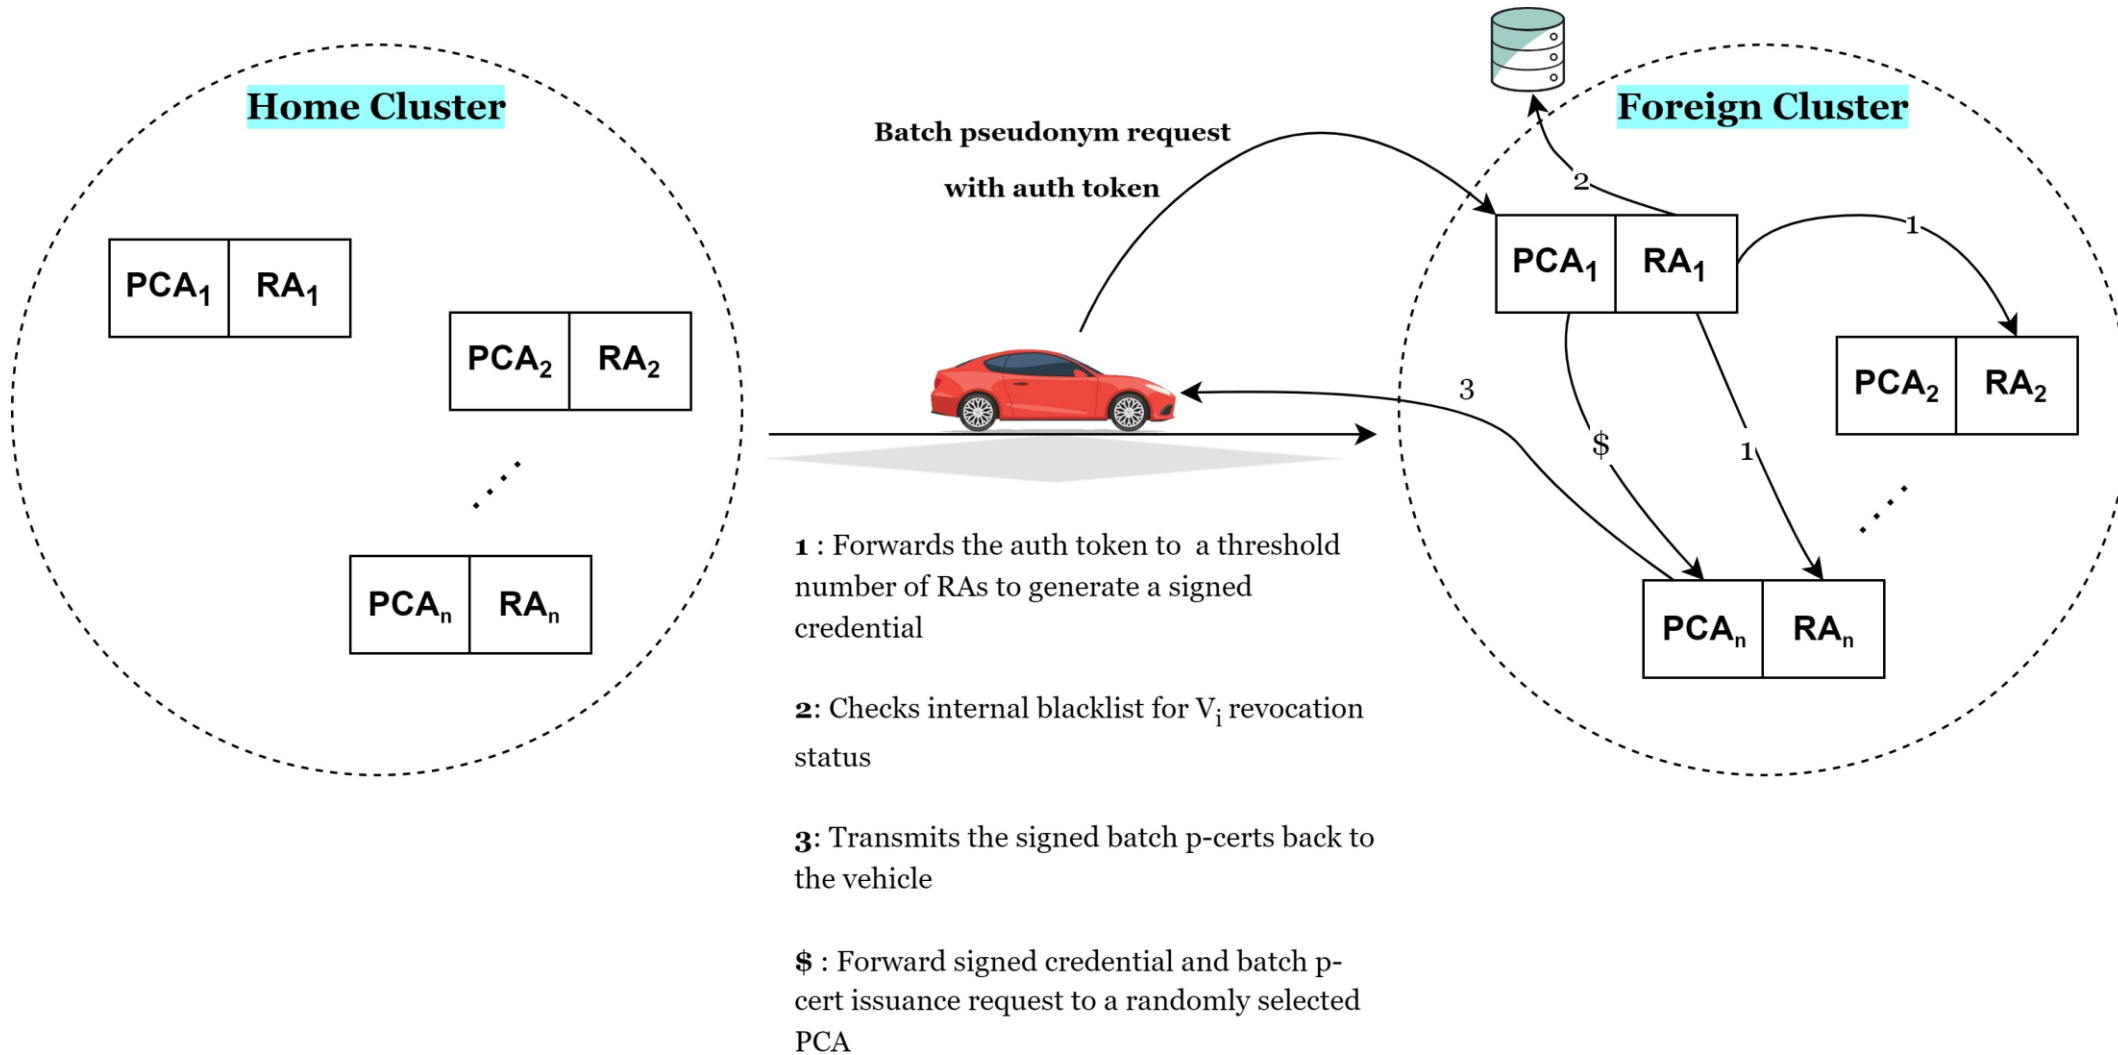 Home Cluster
PCA1 RA1
PCA2 RA2
PCAn RAn
Batch pseudonym request
with auth token
Foreign Cluster
2
1
PCA1 RA1
PCA2 RA2
3
$
1
PCAn RAn
1 : Forwards the auth token to a threshold
number of RAs to generate a signed
credential
2: Checks internal blacklist for Vi revocation
status
3: Transmits the signed batch p-certs back to
the vehicle
$ : Forward signed credential and batch p-
cert issuance request to a randomly selected
PCA